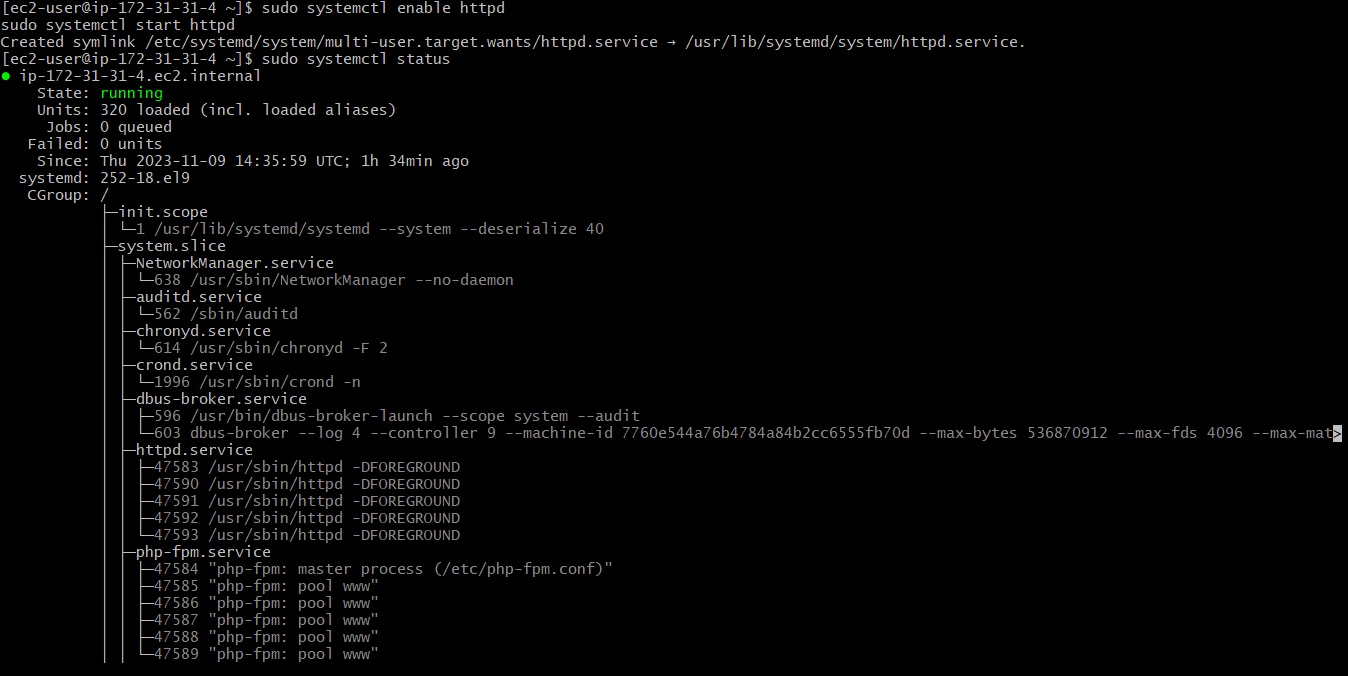 [ec2-user@ip-172-31-31-4 ~]$ sudo systemctl enable httpd
sudo systemctl start httpd
Created symlink /etc/systemd/system/multi-user.target.wants/httpd.service → /usr/lib/systemd/system/httpd.service.
[ec2-user@ip-172-31-31-4 ~]$ sudo systemctl status
● ip-172-31-31-4.ec2.internal
    State: running
    Units: 320 loaded (incl. loaded aliases)
     Jobs: 0 queued
   Failed: 0 units
    Since: Thu 2023-11-09 14:35:59 UTC; 1h 34min ago
  systemd: 252-18.el9
   CGroup: /
           ├─init.scope
           │ └─1 /usr/lib/systemd/systemd --system --deserialize 40
           ├─system.slice
           │ ├─NetworkManager.service
           │ │ └─638 /usr/sbin/NetworkManager --no-daemon
           │ ├─auditd.service
           │ │ └─562 /sbin/auditd
           │ ├─chronyd.service
           │ │ └─614 /usr/sbin/chronyd -F 2
           │ ├─crond.service
           │ │ └─1996 /usr/sbin/crond -n
           │ ├─dbus-broker.service
           │ │ ├─596 /usr/bin/dbus-broker-launch --scope system --audit
           │ │ └─603 dbus-broker --log 4 --controller 9 --machine-id 7760e544a76b4784a84b2cc6555fb70d --max-bytes 536870912 --max-fds 4096 --max-mat>
           │ ├─httpd.service
           │ │ ├─47583 /usr/sbin/httpd -DFOREGROUND
           │ │ ├─47590 /usr/sbin/httpd -DFOREGROUND
           │ │ ├─47591 /usr/sbin/httpd -DFOREGROUND
           │ │ ├─47592 /usr/sbin/httpd -DFOREGROUND
           │ │ └─47593 /usr/sbin/httpd -DFOREGROUND
           │ ├─php-fpm.service
           │ │ ├─47584 "php-fpm: master process (/etc/php-fpm.conf)"
           │ │ ├─47585 "php-fpm: pool www"
           │ │ ├─47586 "php-fpm: pool www"
           │ │ ├─47587 "php-fpm: pool www"
           │ │ ├─47588 "php-fpm: pool www"
           │ │ └─47589 "php-fpm: pool www"